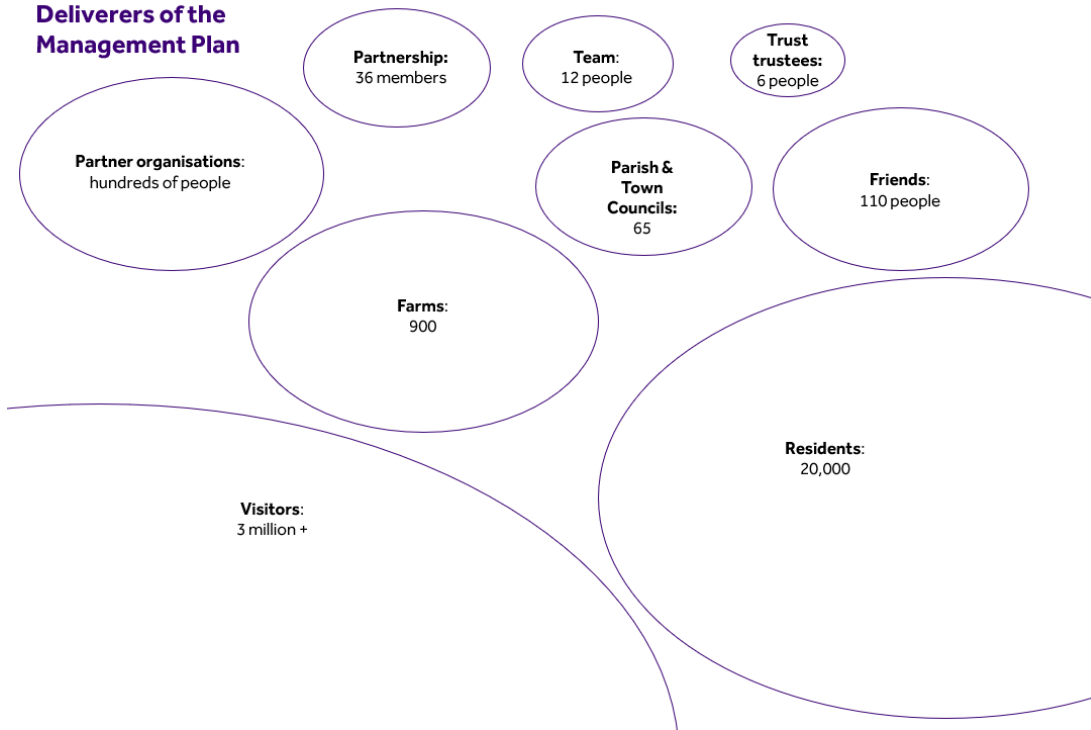 Deliverers of the
Management Plan
Partnership:
36 members
Team:
12 people
Trust
trustees:
6 people
Partner organisations:
hundreds of people
Parish &
Town
Councils:
65
Friends:
110 people
Farms:
900
Residents:
20,000
Visitors:
3 million +